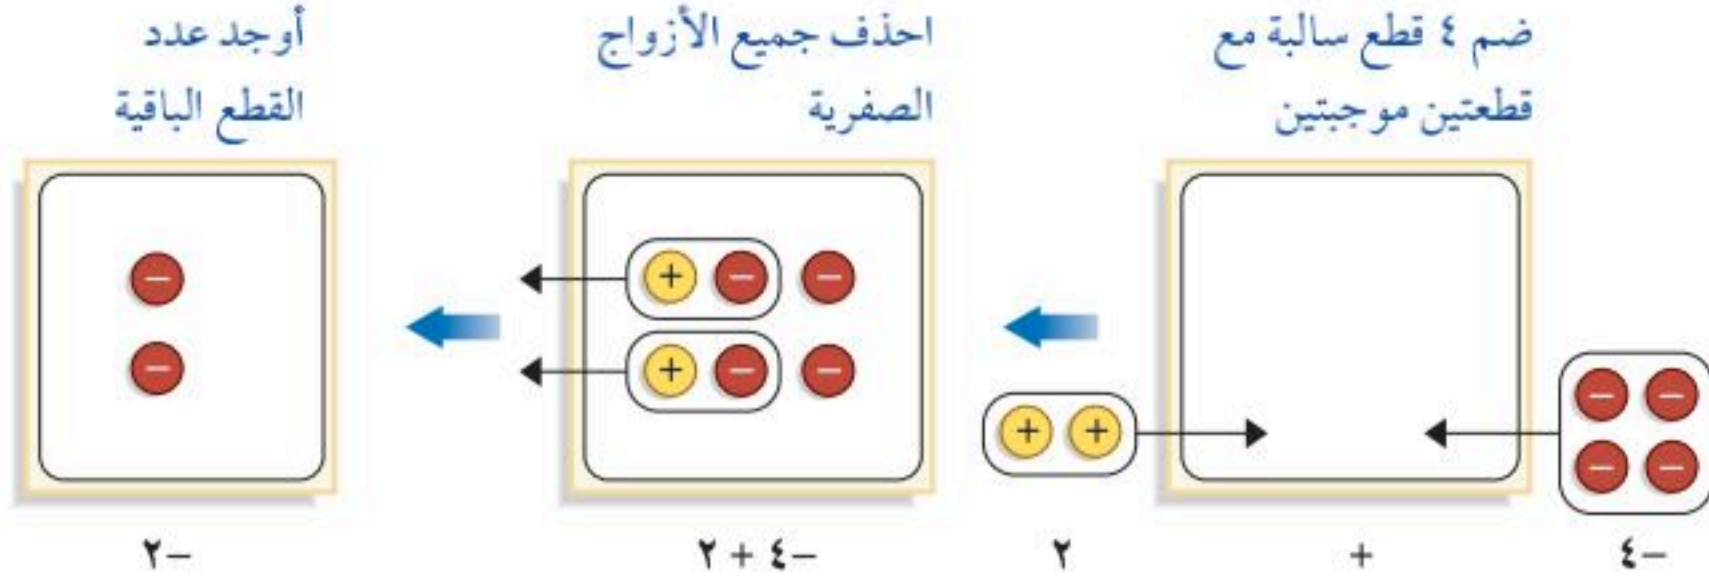 ضم ٤ قطع سالبة مع
قطعتين موجبتين
احذف جميع الأزواج
الصفرية
أوجد عدد
القطع الباقية
− −
− −
+ +
− − +
− − +
−
−
−٤ + ٢
−٤ + ٢
−٢